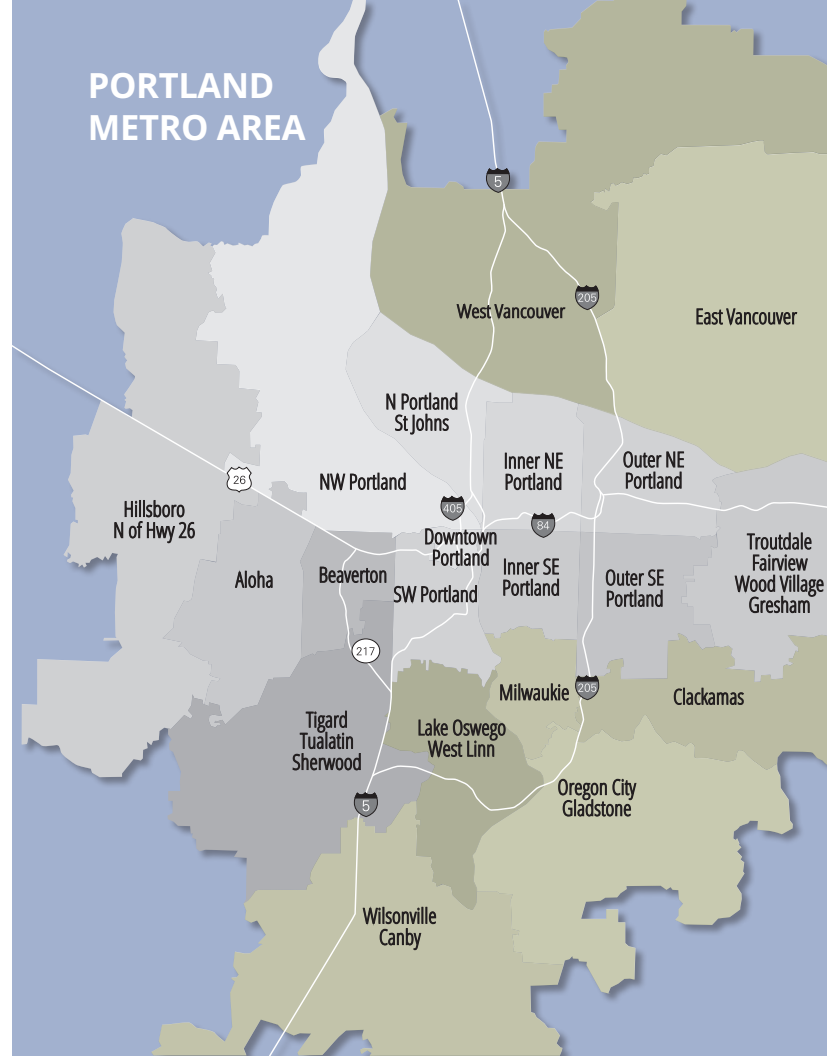 PORTLAND
METRO AREA
5
205
West Vancouver
East Vancouver
N Portland
St Johns
Inner NE
Portland
Outer NE
Portland
NW Portland
26
405
84
Hillsboro
N of Hwy 26
Downtown
Portland
Troutdale
Fairview
Wood Village
Gresham
Aloha
Beaverton
SW Portland
Inner SE
Portland
Outer SE
Portland
217
Milwaukie
205
Clackamas
Tigard
Tualatin
Sherwood
Lake Oswego
West Linn
5
Oregon City
Gladstone
Wilsonville
Canby